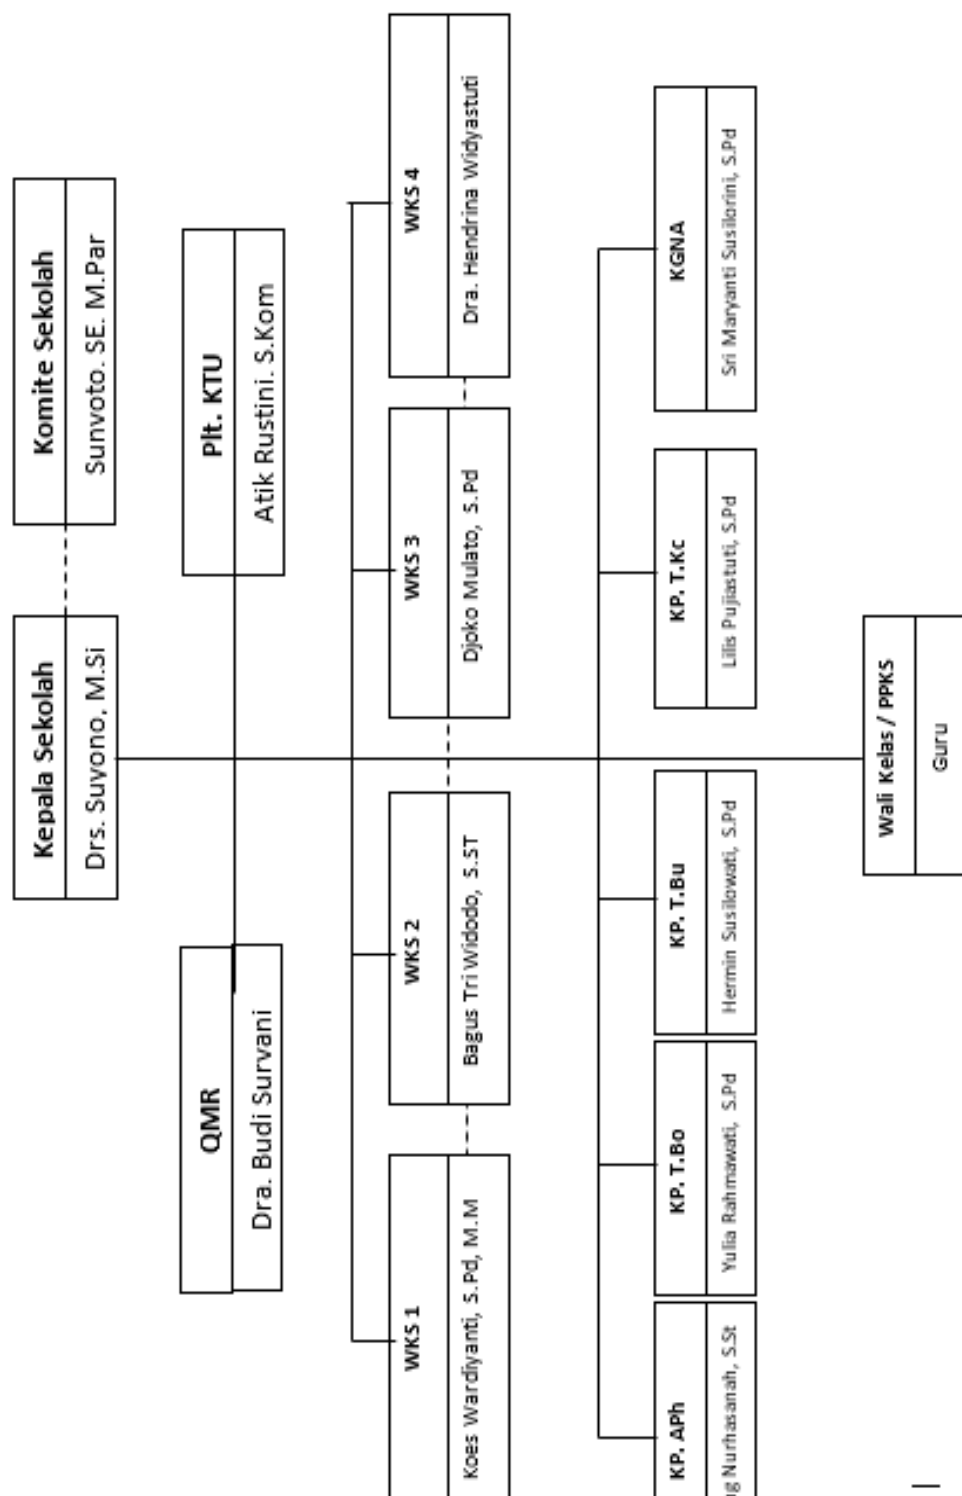 Kepala Sekolah
Drs. Suvono, M.Si
Komite Sekolah
Sunvoto. SE. M.Par
QMR
Dra. Budi Survani
Plt. KTU
Atik Rustini. S.Kom
WKS 1
Koes Wardiyanti, S.Pd, M.M
WKS 2
Bagus Tri Widodo, S.ST
WKS 3
Djoko Mulato, S.Pd
WKS 4
Dra. Hendrina Widyastuti
KP. APh
Nurhasanah, S.St
KP. T.Bo
Yulia Rahmawati, S.Pd
KP. T.Bu
Hermin Susilowati, S.Pd
KP. T.Kc
Lilis Pujiastuti, S.Pd
KGNA
Sri Maryanti Susilorini, S.Pd
Wali Kelas / PPKS
Guru